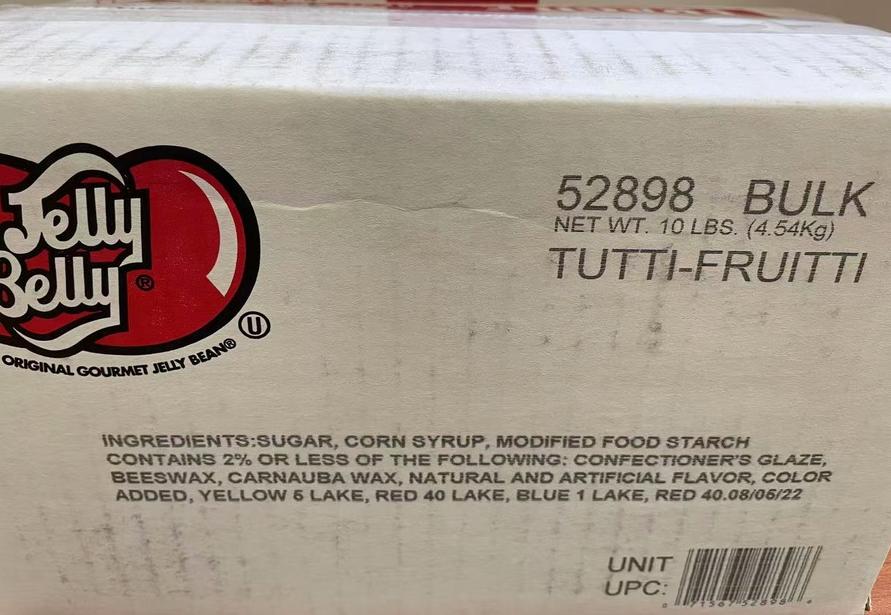 Jelly
Belly®
ORIGINAL GOURMET JELLY BEAN®
U
52898 BULK
NET WT. 10 LBS. (4.54Kg)
TUTTI-FRUITTI
INGREDIENTS:SUGAR, CORN SYRUP, MODIFIED FOOD STARCH
CONTAINS 2% OR LESS OF THE FOLLOWING: CONFECTIONER'S GLAZE,
BEESWAX, CARNAUBA WAX, NATURAL AND ARTIFICIAL FLAVOR, COLOR
ADDED, YELLOW 5 LAKE, RED 40 LAKE, BLUE 1 LAKE, RED 40.08/06/22
UNIT
UPC: